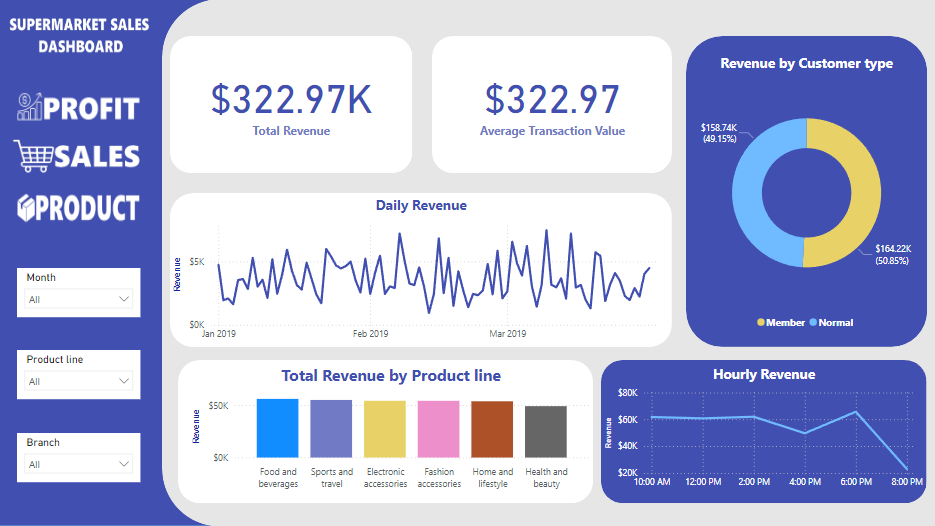 SUPERMARKET SALES
DASHBOARD
PROFIT
SALES
PRODUCT
Month
All
Product line
All
Branch
All
$322.97K
Total Revenue
$322.97
Average Transaction Value
Daily Revenue
Revenue
$5K
$0K
Jan 2019
Feb 2019
Mar 2019
Revenue by Customer type
$158.74K
(49.15%)
$164.22K
(50.85%)
Member
Normal
Total Revenue by Product line
Revenue
$50K
$0K
Food and
beverages
Sports and
travel
Electronic
accessories
Fashion
accessories
Home and
lifestyle
Health and
beauty
Hourly Revenue
Revenue
$80K
$60K
$40K
$20K
10:00 AM
12:00 PM
2:00 PM
4:00 PM
6:00 PM
8:00 PM